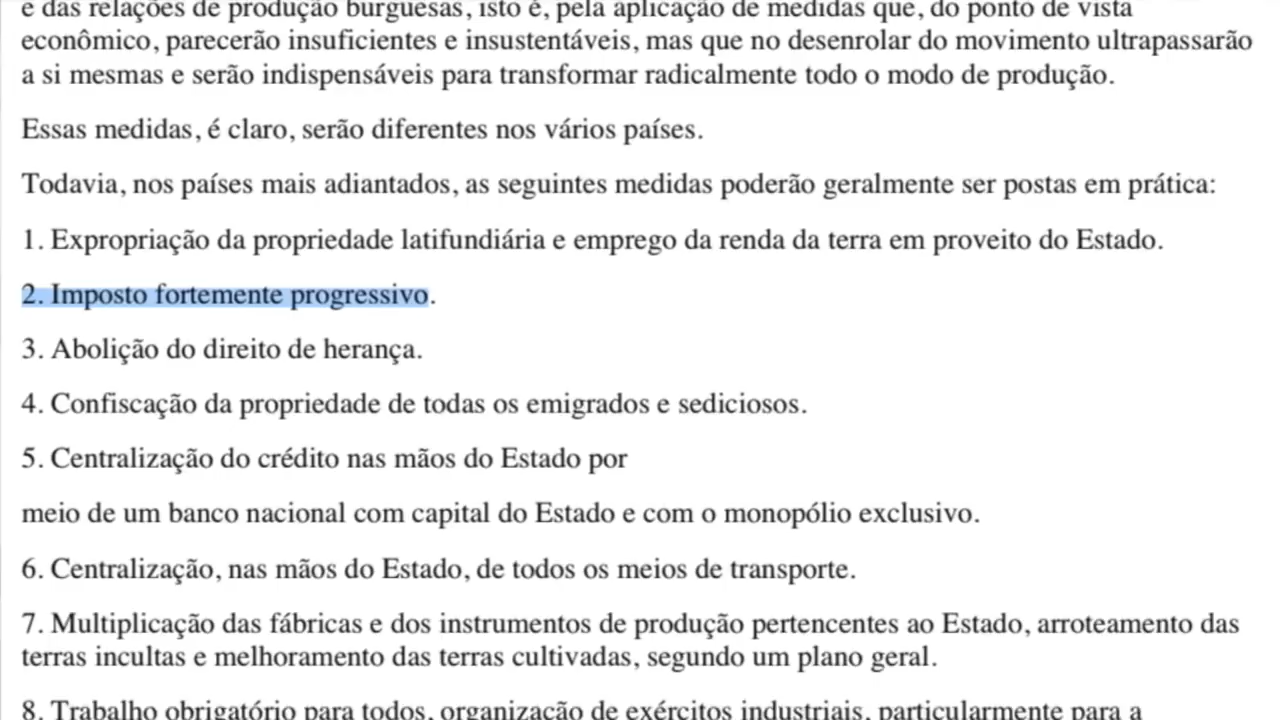 e das relações de produção burguesas, isto é, pela aplicação de medidas que, do ponto de vista
econômico, parecerão insuficientes e insustentáveis, mas que no desenrolar do movimento ultrapassarão
a si mesmas e serão indispensáveis para transformar radicalmente todo o modo de produção.
Essas medidas, é claro, serão diferentes nos vários países.
Todavia, nos países mais adiantados, as seguintes medidas poderão geralmente ser postas em prática:
1. Expropriação da propriedade latifundiária e emprego da renda da terra em proveito do Estado.
2. Imposto fortemente progressivo.
3. Abolição do direito de herança.
4. Confiscação da propriedade de todas os emigrados e sediciosos.
5. Centralização do crédito nas mãos do Estado por
meio de um banco nacional com capital do Estado e com o monopólio exclusivo.
6. Centralização, nas mãos do Estado, de todos os meios de transporte.
7. Multiplicação das fábricas e dos instrumentos de produção pertencentes ao Estado, arroteamento das
terras incultas e melhoramento das terras cultivadas, segundo um plano geral.
8. Trabalho obrigatório para todos, organização de exércitos industriais, particularmente para a